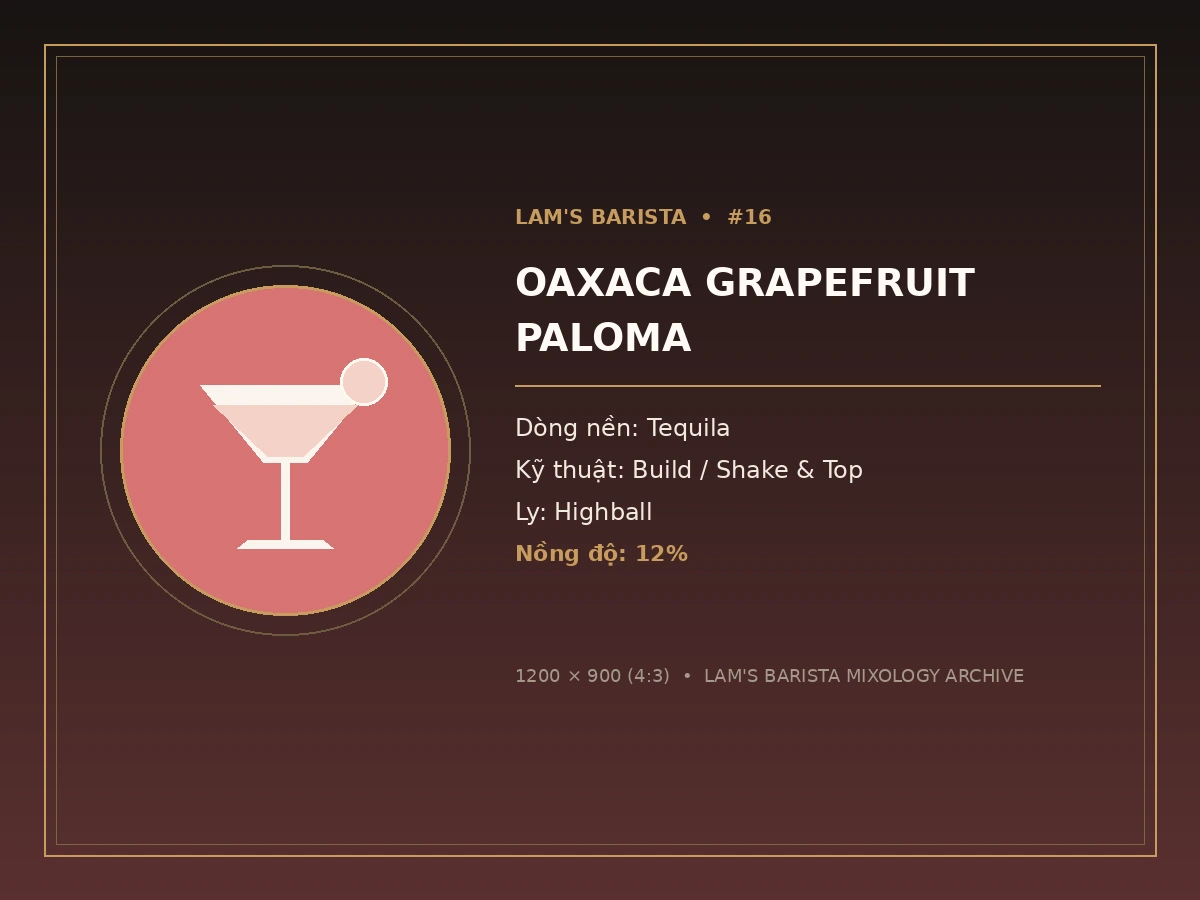 LAM'S BARISTA • #16
OAXACA GRAPEFRUIT
PALOMA
Dòng nền: Tequila
Kỹ thuật: Build / Shake & Top
Ly: Highball
Nồng độ: 12%
1200 × 900 (4:3) • LAM'S BARISTA MIXOLOGY ARCHIVE